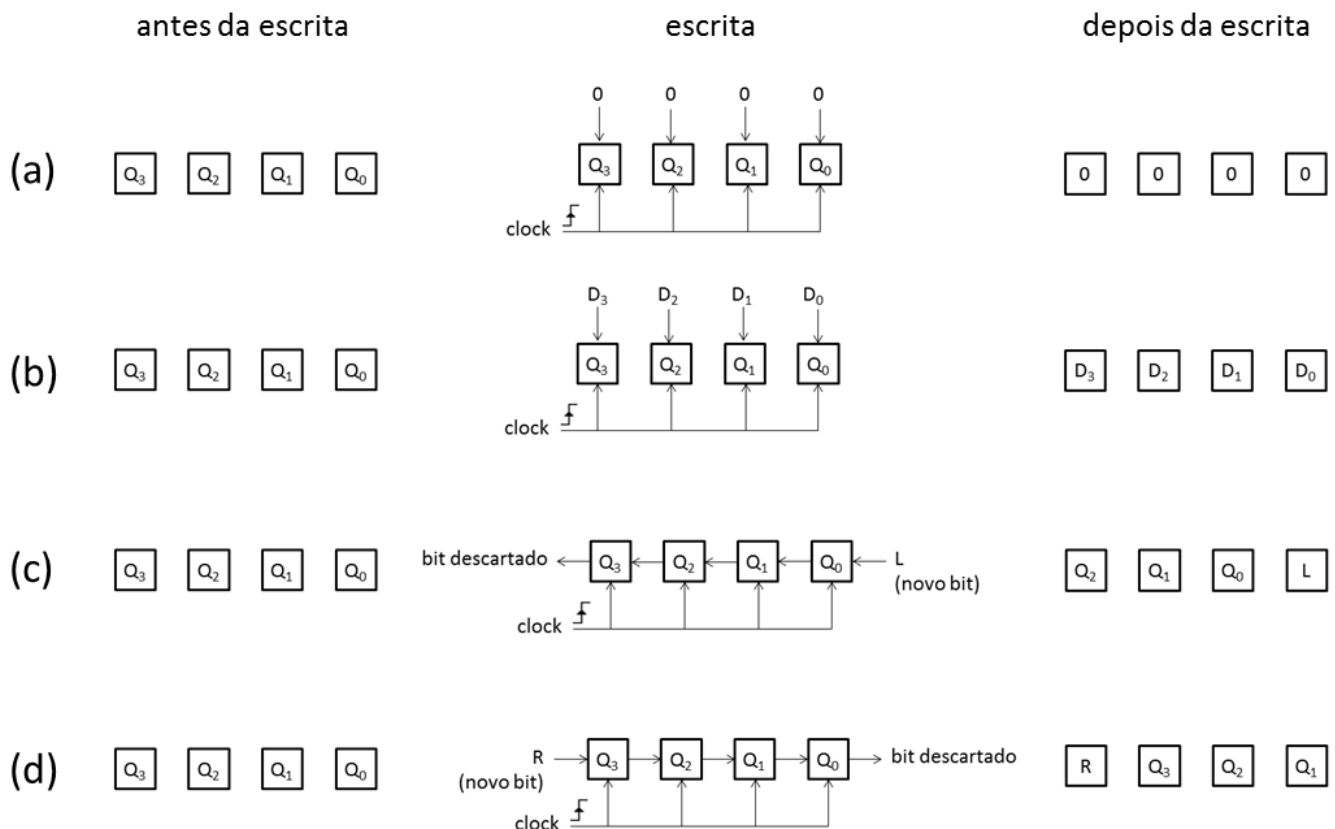 antes da escrita escrita depois da escrita
0 0 0 0
(a) Q3 Q2 Q1 Q0 Q3 Q2 Q1 Q0 0 0 0 0
clock
D3 D2 D1 D0
(b) Q3 Q2 Q1 Q0 Q3 Q2 Q1 Q0 D3 D2 D1 D0
clock
(c) Q3 Q2 Q1 Q0 bit descartado Q3 Q2 Q1 Q0 L Q2 Q1 Q0 L
(novo bit)
clock
(d) Q3 Q2 Q1 Q0 R Q3 Q2 Q1 Q0 bit descartado R Q3 Q2 Q1
(novo bit)
clock